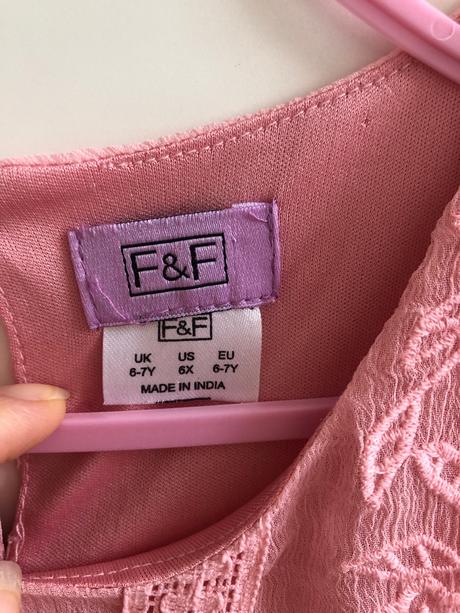 F&F
F&F
UK US EU
6-7Y 6X 6-7Y
MADE IN INDIA